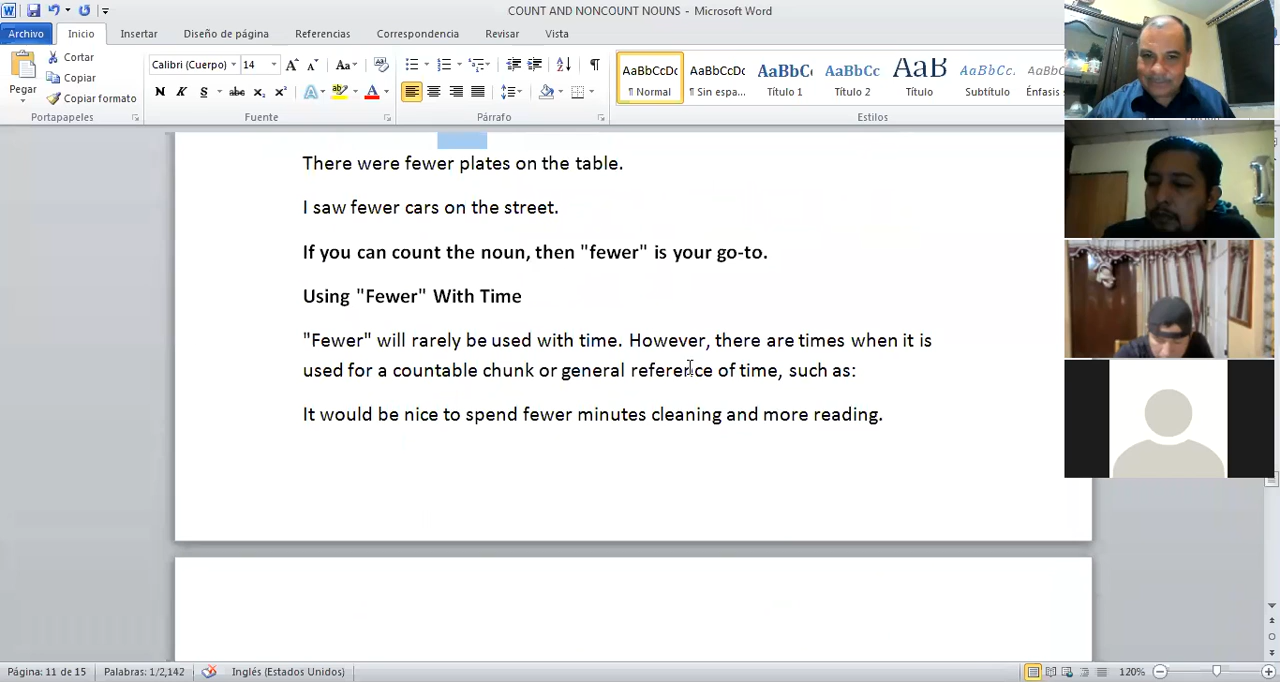 COUNT AND NONCOUNT NOUNS - Microsoft Word
Archivo Inicio Insertar Diseño de página Referencias Correspondencia Revisar Vista
Pegar
Cortar
Copiar
Copiar formato
Portapapeles
Calibri (Cuerpo) 14
N K S abc x₂ x² A A
Fuente
Párrafo
AaBbCcDc AaBbCcDc AaBbC AaBbCc AaB AaBbCc AaBbCc
¶ Normal ¶ Sin espa... Título 1 Título 2 Título Subtítulo Énfasis
Estilos
There were fewer plates on the table.
I saw fewer cars on the street.
If you can count the noun, then "fewer" is your go-to.
Using "Fewer" With Time
"Fewer" will rarely be used with time. However, there are times when it is
used for a countable chunk or general reference of time, such as:
It would be nice to spend fewer minutes cleaning and more reading.
Página: 11 de 15 Palabras: 1/2,142 Inglés (Estados Unidos) 120%